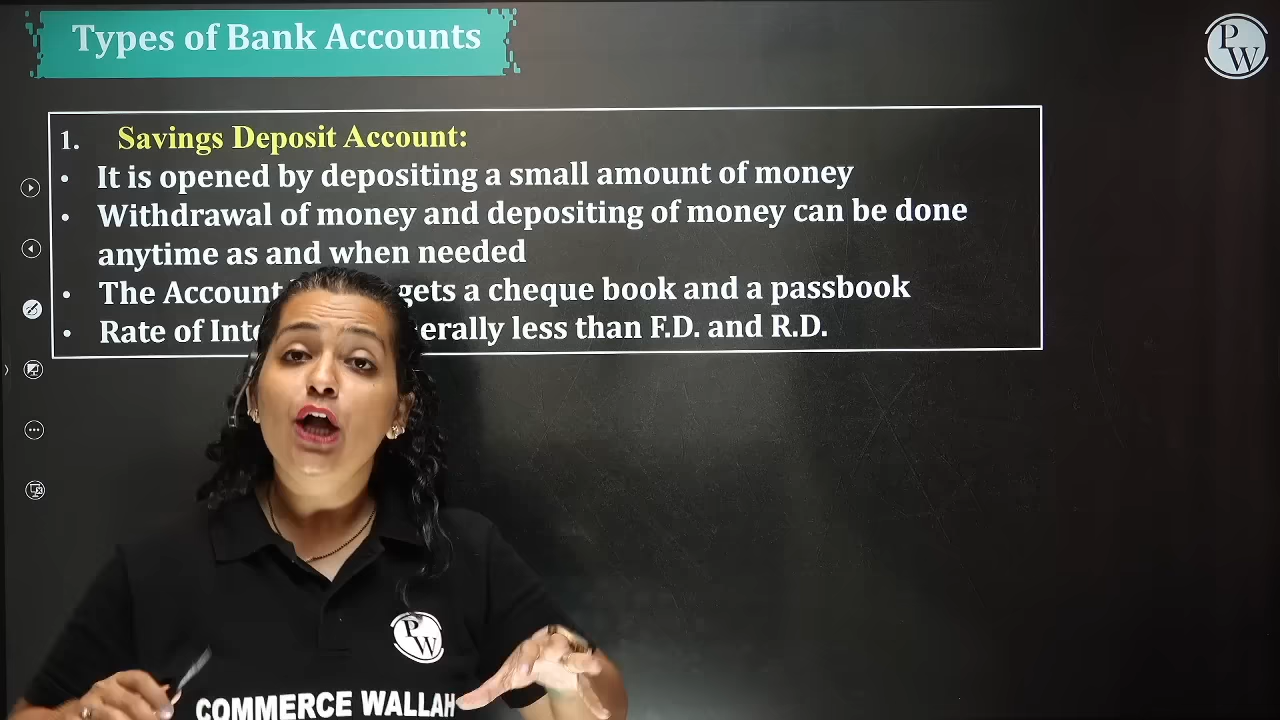 Types of Bank Accounts
PW
1. Savings Deposit Account:
• It is opened by depositing a small amount of money
• Withdrawal of money and depositing of money can be done
anytime as and when needed
• The Account gets a cheque book and a passbook
• Rate of less than F.D. and R.D.
PW
COMMERCE WALLAH